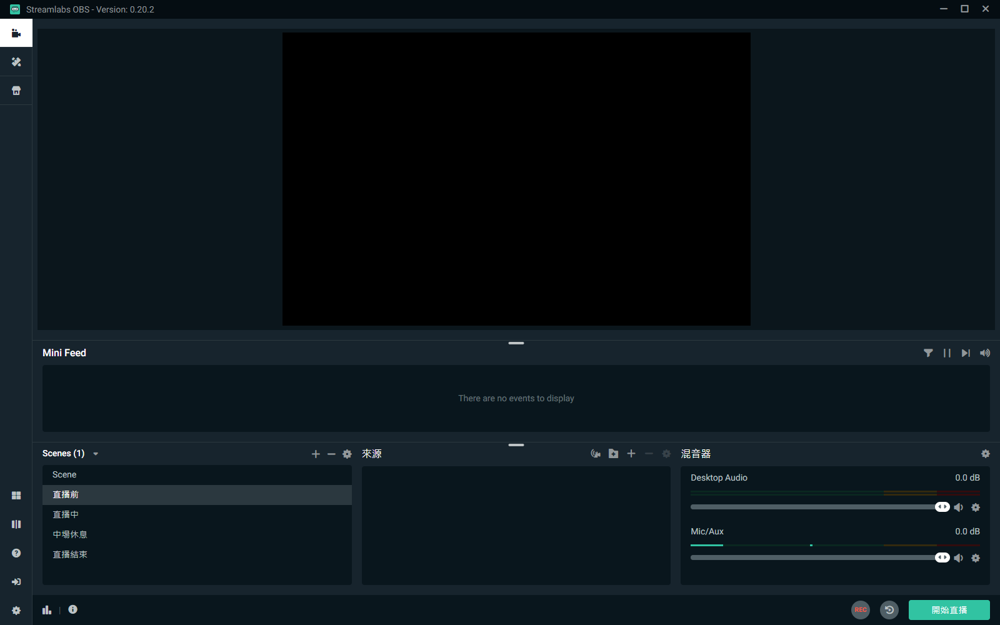 Streamlabs OBS - Version: 0.20.2
Mini Feed
There are no events to display
Scenes (1)
Scene
直播前
直播中
中場休息
直播結束
來源
混音器
Desktop Audio 0.0 dB
Mic/Aux 0.0 dB
REC
開始直播